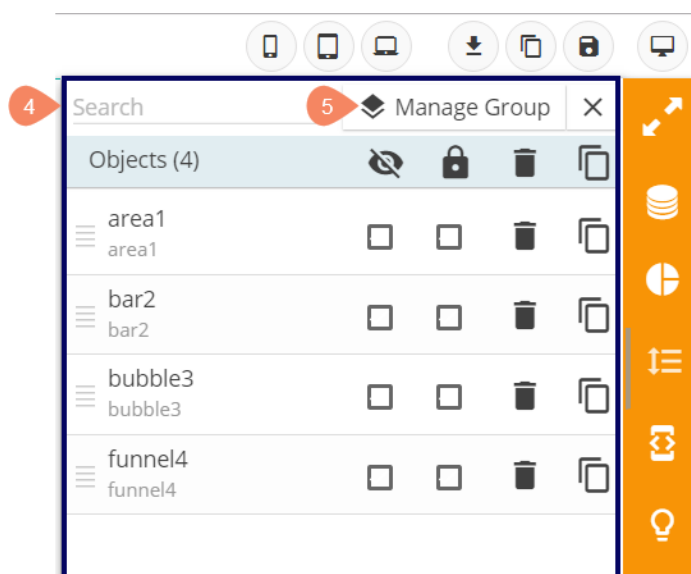 4 Search 5 Manage Group
Objects (4)
area1
area1
bar2
bar2
bubble3
bubble3
funnel4
funnel4